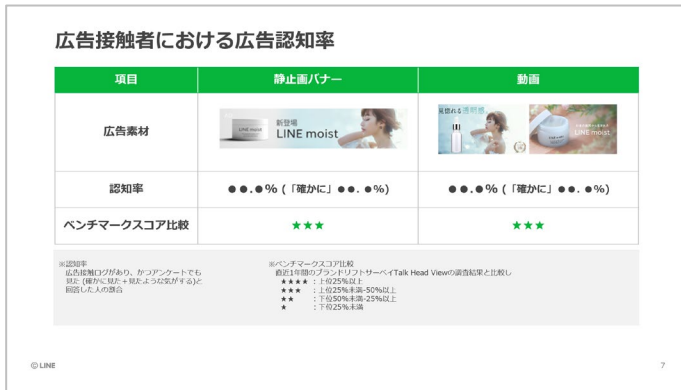 広告接触者における広告認知率
項目 静止画バナー 動画
広告素材
LINE moist
新登場
LINE moist
見惚れる透明感。
LINE moist
認知率 ●●.●% (「確かに」●●. ●%) ●●.●% (「確かに」●●. ●%)
ベンチマークスコア比較 ★★★ ★★★
※認知率
広告接触ログがあり、かつアンケートでも
見た (確かに見た＋見たような気がする)と
回答した人の割合
※ベンチマークスコア比較
直近1年間のブランドリフトサーベイTalk Head Viewの調査結果と比較し
★★★★ : 上位25%以上
★★★ : 上位25%未満-50%以上
★★ : 下位50%未満-25%以上
★ : 下位25%未満
© LINE
7